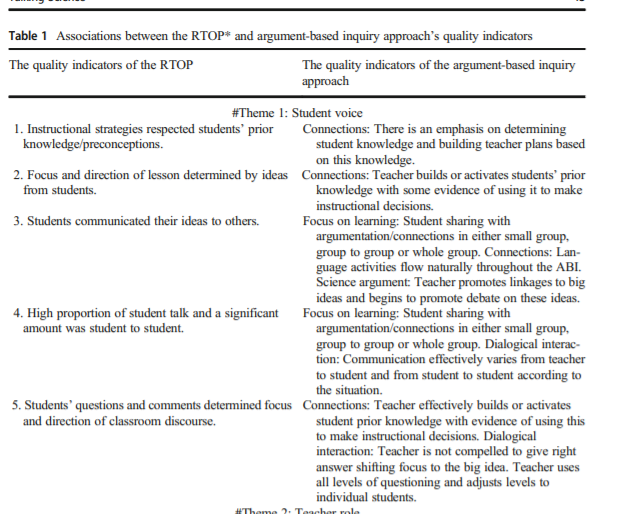 Talking Science
Table 1 Associations between the RTOP* and argument-based inquiry approach's quality indicators
The quality indicators of the RTOP
The quality indicators of the argument-based inquiry
approach
#Theme 1: Student voice
1. Instructional strategies respected students' prior
knowledge/preconceptions.
Connections: There is an emphasis on determining
student knowledge and building teacher plans based
on this knowledge.
2. Focus and direction of lesson determined by ideas
from students.
Connections: Teacher builds or activates students' prior
knowledge with some evidence of using it to make
instructional decisions.
3. Students communicated their ideas to others.
Focus on learning: Student sharing with
argumentation/connections in either small group,
group to group or whole group. Connections: Lan-
guage activities flow naturally throughout the ABI.
Science argument: Teacher promotes linkages to big
ideas and begins to promote debate on these ideas.
4. High proportion of student talk and a significant
amount was student to student.
Focus on learning: Student sharing with
argumentation/connections in either small group,
group to group or whole group. Dialogical interac-
tion: Communication effectively varies from teacher
to student and from student to student according to
the situation.
5. Students' questions and comments determined focus
and direction of classroom discourse.
Connections: Teacher effectively builds or activates
student prior knowledge with evidence of using this
to make instructional decisions. Dialogical
interaction: Teacher is not compelled to give right
answer shifting focus to the big idea. Teacher uses
all levels of questioning and adjusts levels to
individual students.
#Theme 2: Teacher role